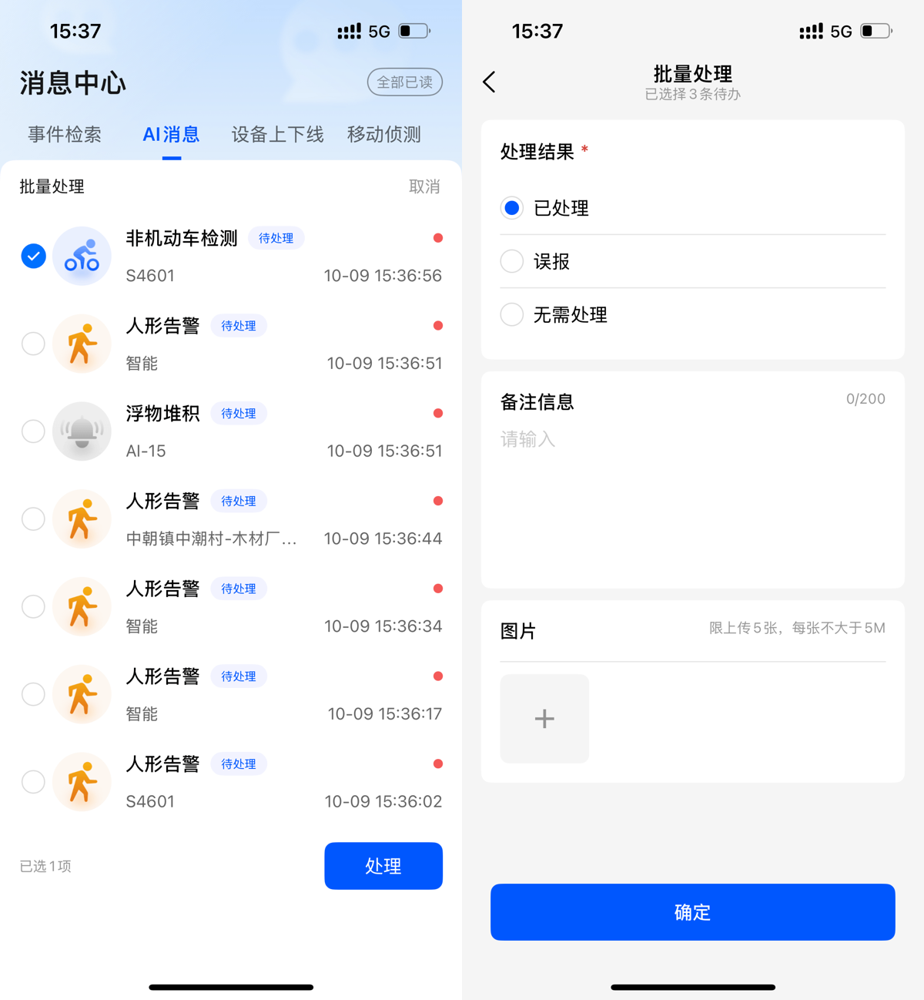 15:37
5G
消息中心
全部已读
事件检索
AI消息
设备上下线
移动侦测
批量处理
取消
非机动车检测
待处理
S4601
10-09 15:36:56
人形告警
待处理
智能
10-09 15:36:51
浮物堆积
待处理
AI-15
10-09 15:36:51
人形告警
待处理
中朝镇中潮村-木材厂...
10-09 15:36:44
人形告警
待处理
智能
10-09 15:36:34
人形告警
待处理
智能
10-09 15:36:17
人形告警
待处理
S4601
10-09 15:36:02
已选1项
处理
15:37
5G
批量处理
已选择3条待办
处理结果 *
已处理
误报
无需处理
备注信息
0/200
请输入
图片
限上传5张，每张不大于5M
确定